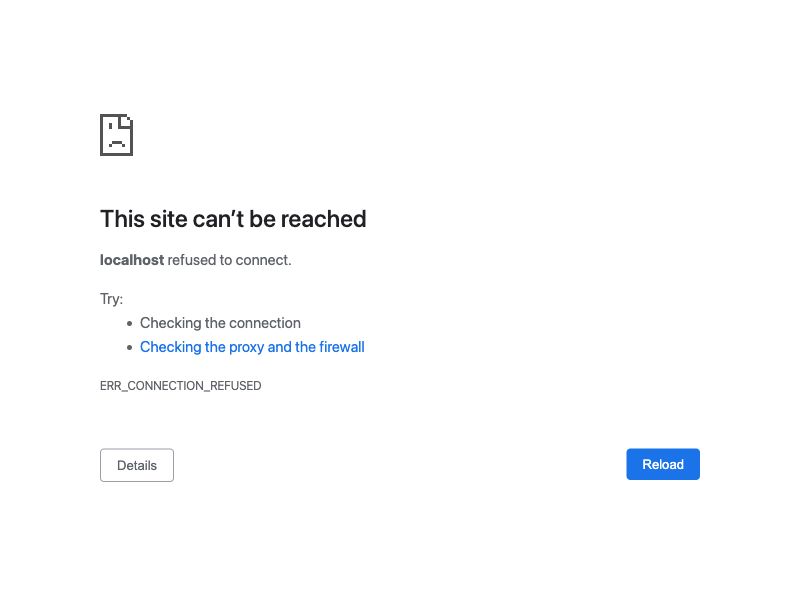 This site can’t be reached
localhost refused to connect.
Try:
Checking the connection
Checking the proxy and the firewall
ERR_CONNECTION_REFUSED
Details
Reload